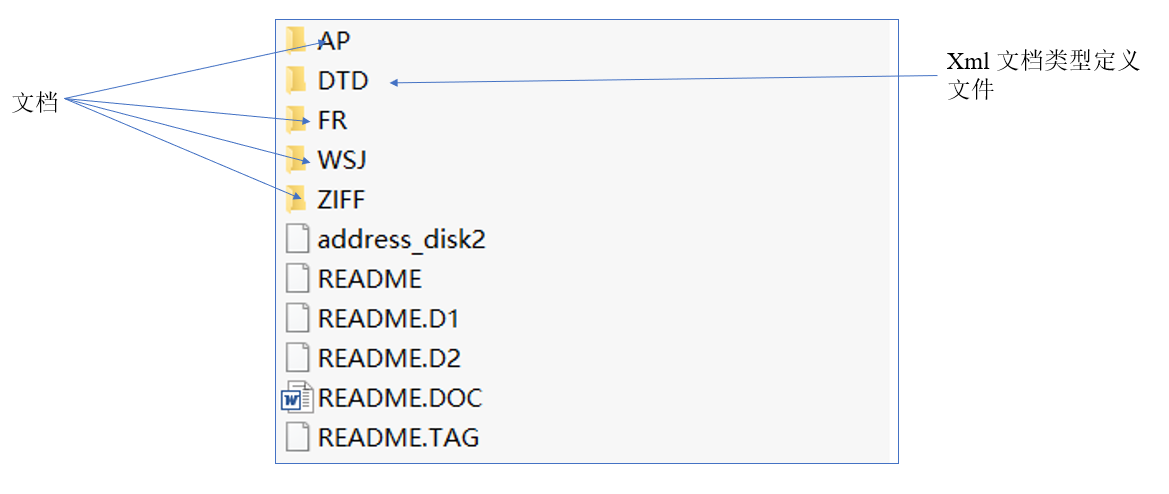 文档
AP
DTD
FR
WSJ
ZIFF
address_disk2
README
README.D1
README.D2
README.DOC
README.TAG
Xml 文档类型定义
文件